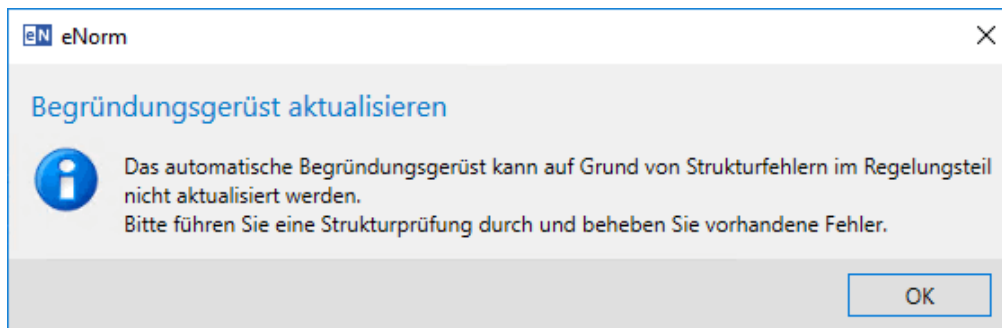 eN eNorm
Begründungsgerüst aktualisieren
Das automatische Begründungsgerüst kann auf Grund von Strukturfehlern im Regelungsteil
nicht aktualisiert werden.
Bitte führen Sie eine Strukturprüfung durch und beheben Sie vorhandene Fehler.
OK